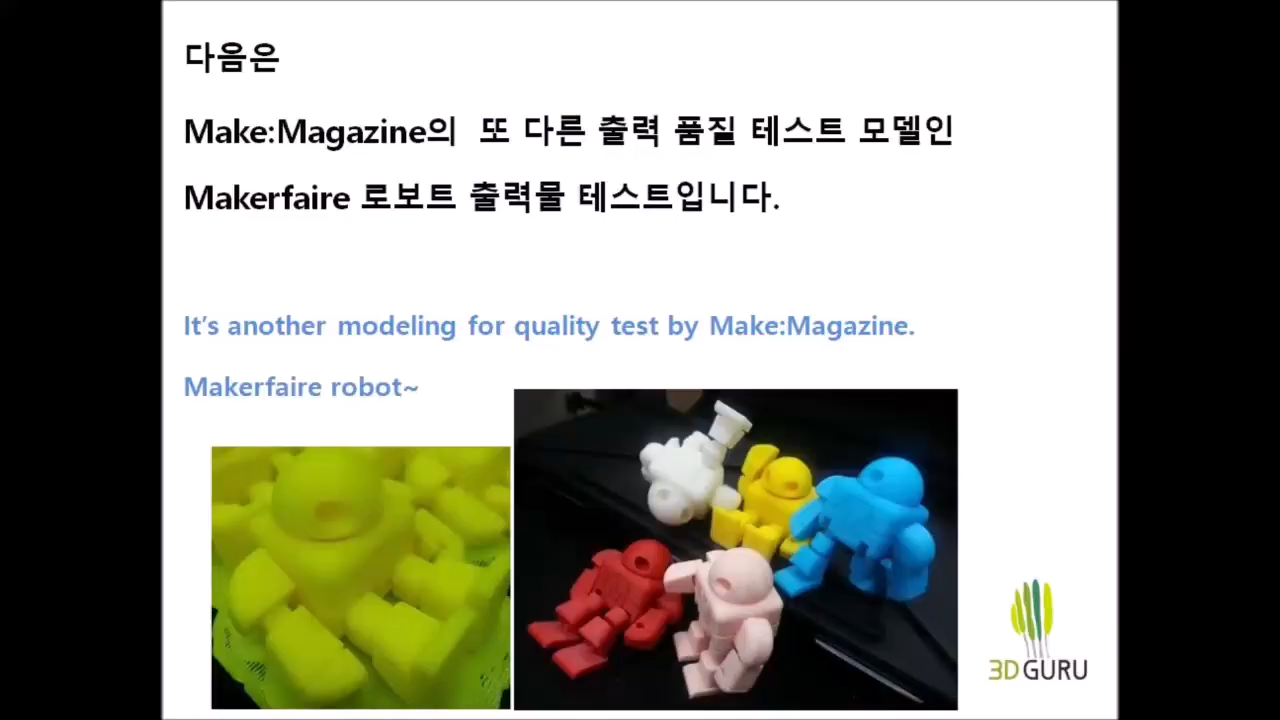 다음은
Make:Magazine의 또 다른 출력 품질 테스트 모델인
Makerfaire 로보트 출력물 테스트입니다.
It's another modeling for quality test by Make:Magazine.
Makerfaire robot~
3D GURU